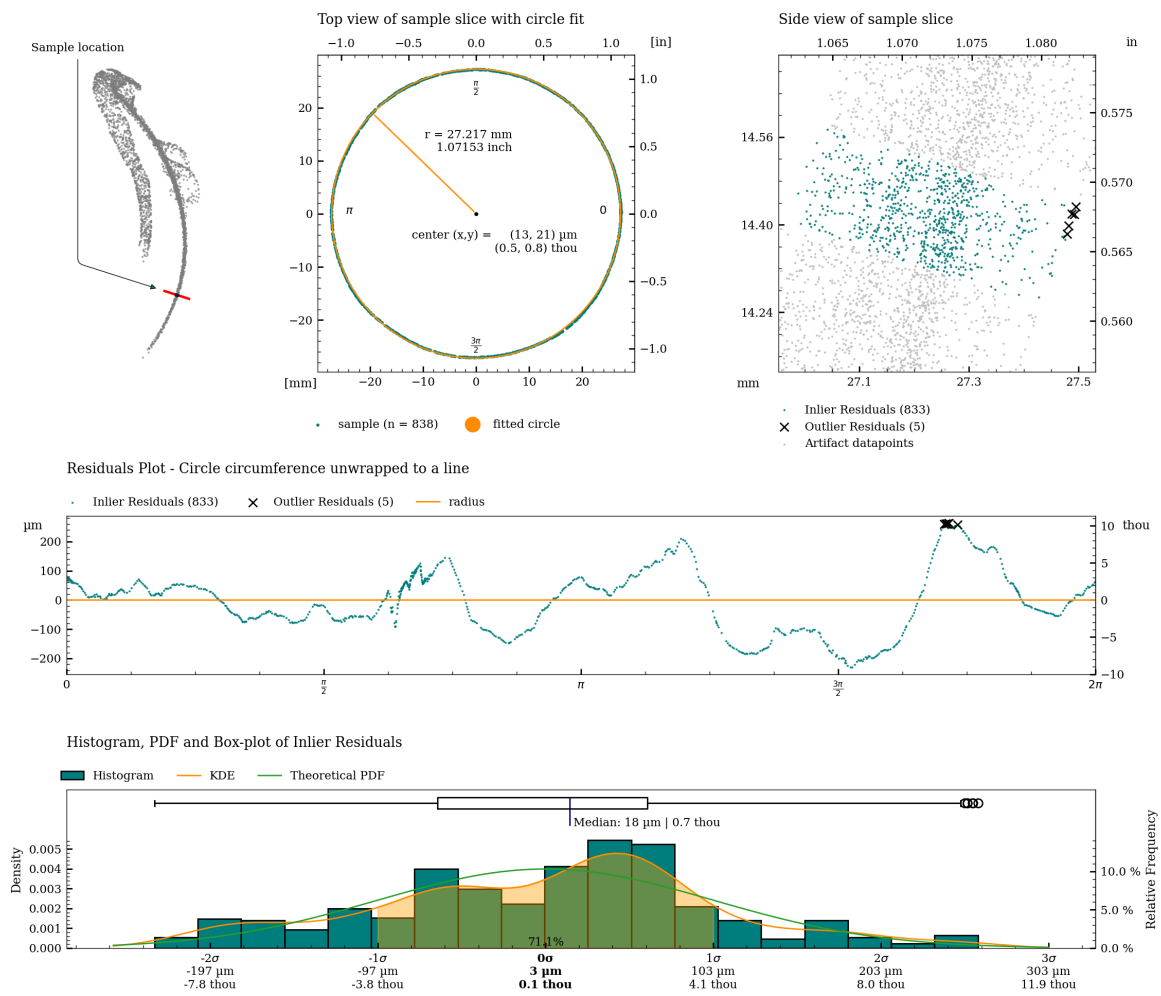 Top view of sample slice with circle fit
Side view of sample slice
Sample location
−1.0 −0.5 0.0 0.5 1.0 [in]
1.065 1.070 1.075 1.080 in
20
10
0
−10
−20
[mm]
−20 −10 0 10 20
1.0
0.5
0.0
−0.5
−1.0
π/2
π
0
3π/2
r = 27.217 mm
1.07153 inch
center (x,y) = (13, 21) µm
(0.5, 0.8) thou
14.56
14.40
14.24
0.575
0.570
0.565
0.560
mm
27.1 27.3 27.5
sample (n = 838) fitted circle
Inlier Residuals (833)
Outlier Residuals (5)
Artifact datapoints
Residuals Plot - Circle circumference unwrapped to a line
Inlier Residuals (833) Outlier Residuals (5) radius
µm
200
100
0
−100
−200
10 thou
5
0
−5
−10
0 π/2 π 3π/2 2π
Histogram, PDF and Box-plot of Inlier Residuals
Histogram KDE Theoretical PDF
Median: 18 µm | 0.7 thou
Density
0.005
0.004
0.003
0.002
0.001
0.000
10.0 %
5.0 %
0.0 %
Relative Frequency
71.1%
-2σ -1σ 0σ 1σ 2σ 3σ
-197 µm -97 µm 3 µm 103 µm 203 µm 303 µm
-7.8 thou -3.8 thou 0.1 thou 4.1 thou 8.0 thou 11.9 thou